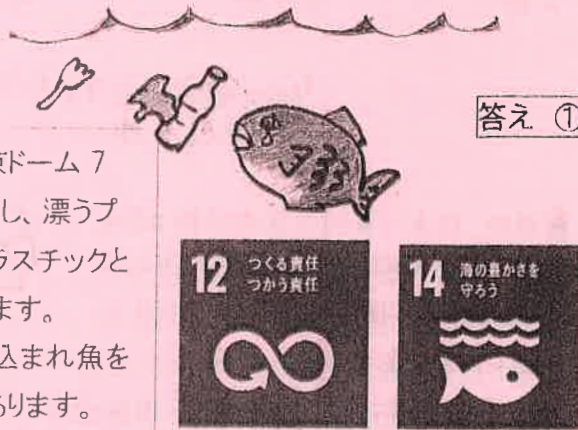 答え ①
京ドーム 7
し、漂うプ
ラスチックと
ます。
込まれ魚を
あります。
12 つくる責任
つかう責任
14 海の豊かさを
守ろう